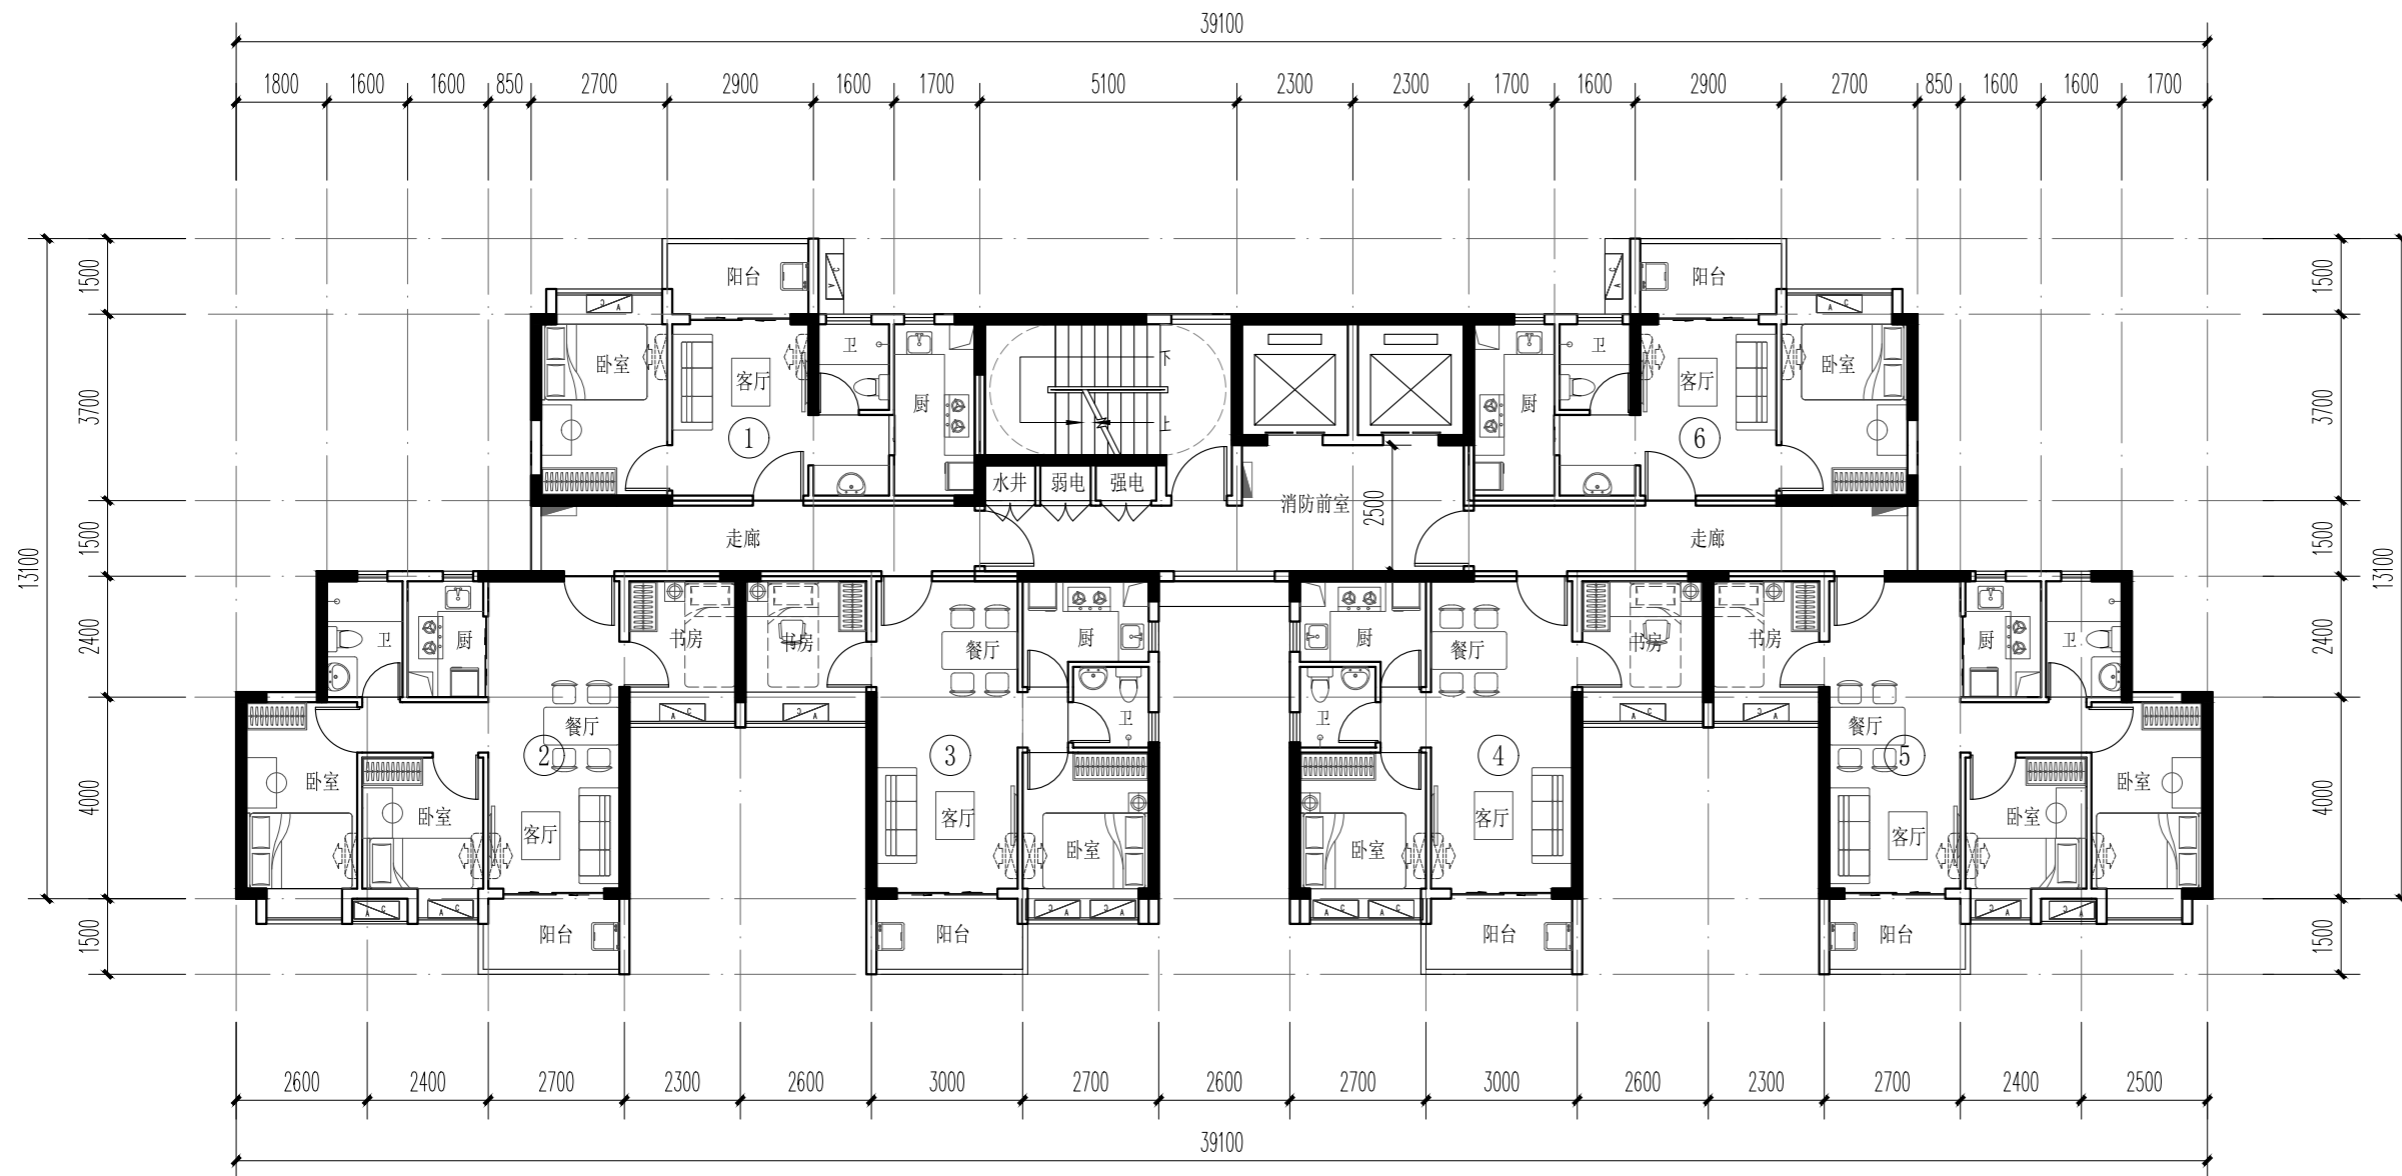 39100
1800 1600 1600 850 2700 2900 1600 1700 5100 2300 2300 1700 1600 2900 2700 850 1600 1600 1700
1500 阳台 A C A C 阳台 1500
C A A C
3700 卧室 客厅 卫 厨 下 上 厨 卫 客厅 卧室 3700
1 6
水井 弱电 强电 消防前室 2500
13100 1500 走廊 走廊 1500 13100
2400 卫 厨 书房 书房 餐厅 厨 厨 餐厅 书房 书房 厨 卫 2400
C A C A 卫 卫 C A C A
餐厅 餐厅
2 3 4 5
4000 卧室 卧室 客厅 客厅 卧室 卧室 客厅 客厅 卧室 卧室 4000
C A C A C A C A C A C A C A C A
1500 阳台 阳台 阳台 阳台 1500
2600 2400 2700 2300 2600 3000 2700 2600 2700 3000 2600 2300 2700 2400 2500
39100